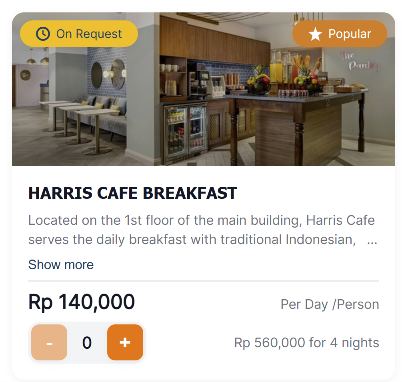 On Request
Popular
The Pantry
HARRIS CAFE BREAKFAST
Located on the 1st floor of the main building, Harris Cafe
serves the daily breakfast with traditional Indonesian, ...
Show more
Rp 140,000
Per Day /Person
- 0 +
Rp 560,000 for 4 nights